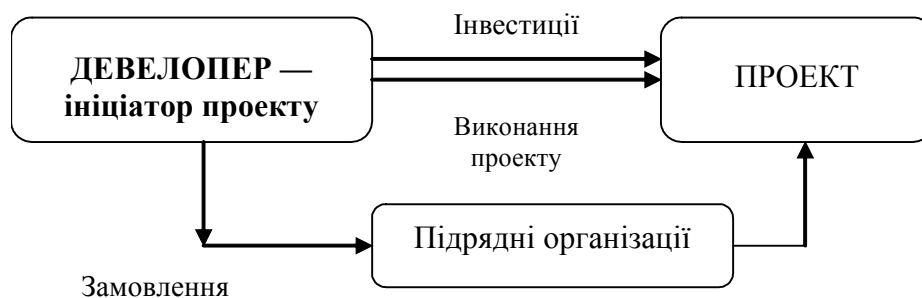 Інвестиції
ДЕВЕЛОПЕР —
ініціатор проекту
ПРОЕКТ
Виконання
проекту
Підрядні організації
Замовлення